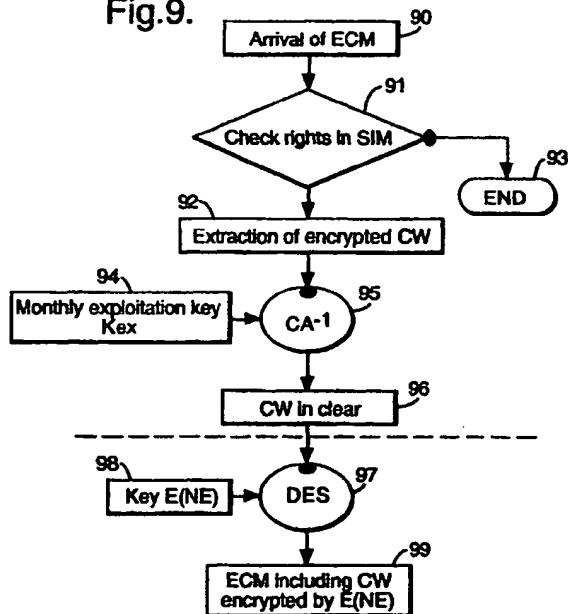 Fig.9.
90
Arrival of ECM
91
Check rights in SIM
93
END
92
Extraction of encrypted CW
94
Monthly exploitation key
Kex
95
CA-1
96
CW in clear
98
Key E(NE)
97
DES
99
ECM including CW
encrypted by E(NE)